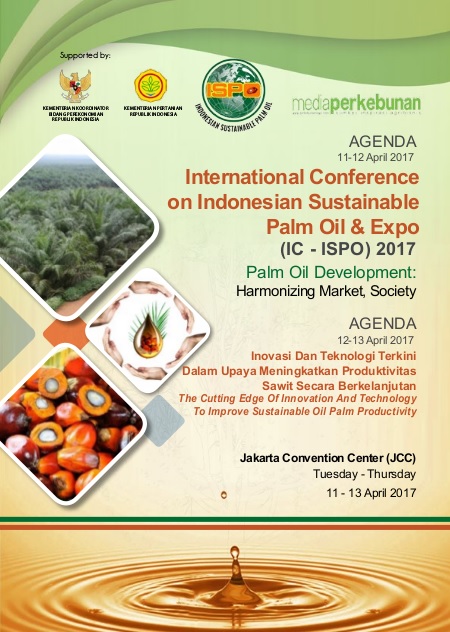 Supported by:
KEMENTERIAN KOORDINATOR
BIDANG PEREKONOMIAN
REPUBLIK INDONESIA
KEMENTERIAN PERTANIAN
REPUBLIK INDONESIA
ISPO
INDONESIAN SUSTAINABLE PALM OIL
mediaperkebunan
AGENDA
11-12 April 2017
International Conference
on Indonesian Sustainable
Palm Oil & Expo
(IC - ISPO) 2017
Palm Oil Development:
Harmonizing Market, Society
AGENDA
12-13 April 2017
Inovasi Dan Teknologi Terkini
Dalam Upaya Meningkatkan Produktivitas
Sawit Secara Berkelanjutan
The Cutting Edge Of Innovation And Technology
To Improve Sustainable Oil Palm Productivity
Jakarta Convention Center (JCC)
Tuesday - Thursday
11 - 13 April 2017